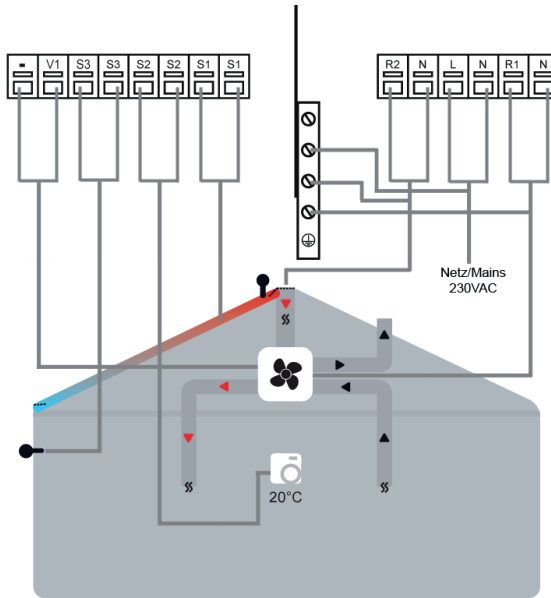 - V1 S3 S3 S2 S2 S1 S1
R2 N L N R1 N
Netz/Mains
230VAC
20°C